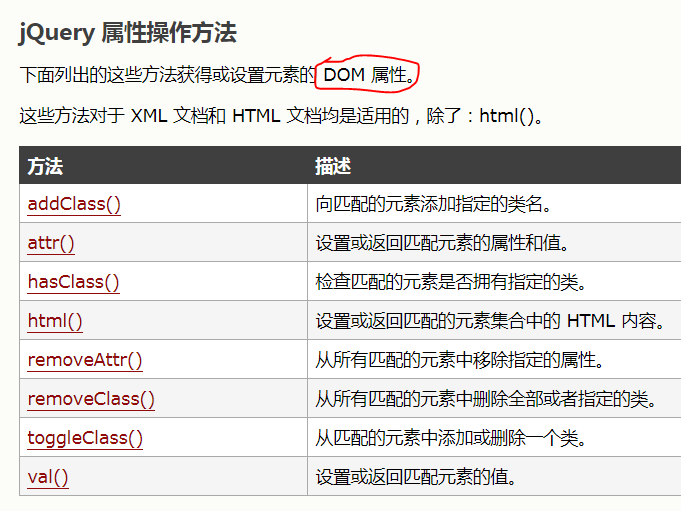 jQuery 属性操作方法
下面列出的这些方法获得或设置元素的 DOM 属性。
这些方法对于 XML 文档和 HTML 文档均是适用的，除了：html()。
方法 描述
addClass() 向匹配的元素添加指定的类名。
attr() 设置或返回匹配元素的属性和值。
hasClass() 检查匹配的元素是否拥有指定的类。
html() 设置或返回匹配的元素集合中的 HTML 内容。
removeAttr() 从所有匹配的元素中移除指定的属性。
removeClass() 从所有匹配的元素中删除全部或者指定的类。
toggleClass() 从匹配的元素中添加或删除一个类。
val() 设置或返回匹配元素的值。